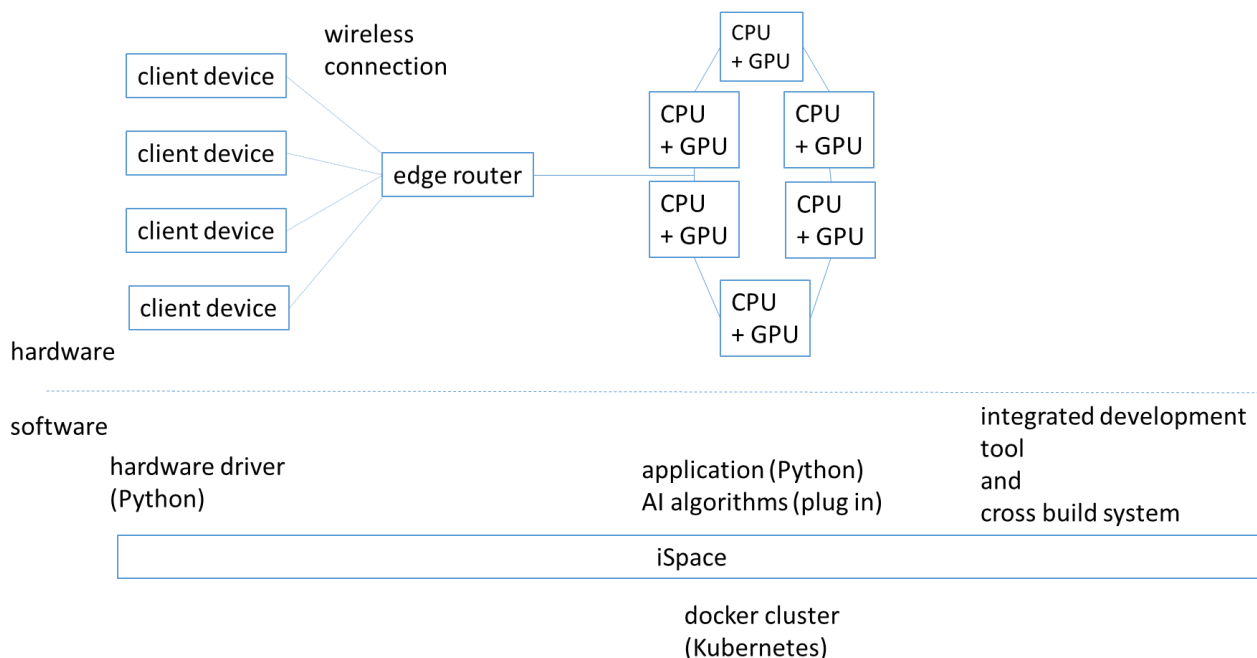 wireless
connection
client device
client device
client device
client device
edge router
CPU
+ GPU
CPU
+ GPU
CPU
+ GPU
CPU
+ GPU
CPU
+ GPU
CPU
+ GPU
hardware
software
hardware driver
(Python)
application (Python)
AI algorithms (plug in)
integrated development
tool
and
cross build system
iSpace
docker cluster
(Kubernetes)